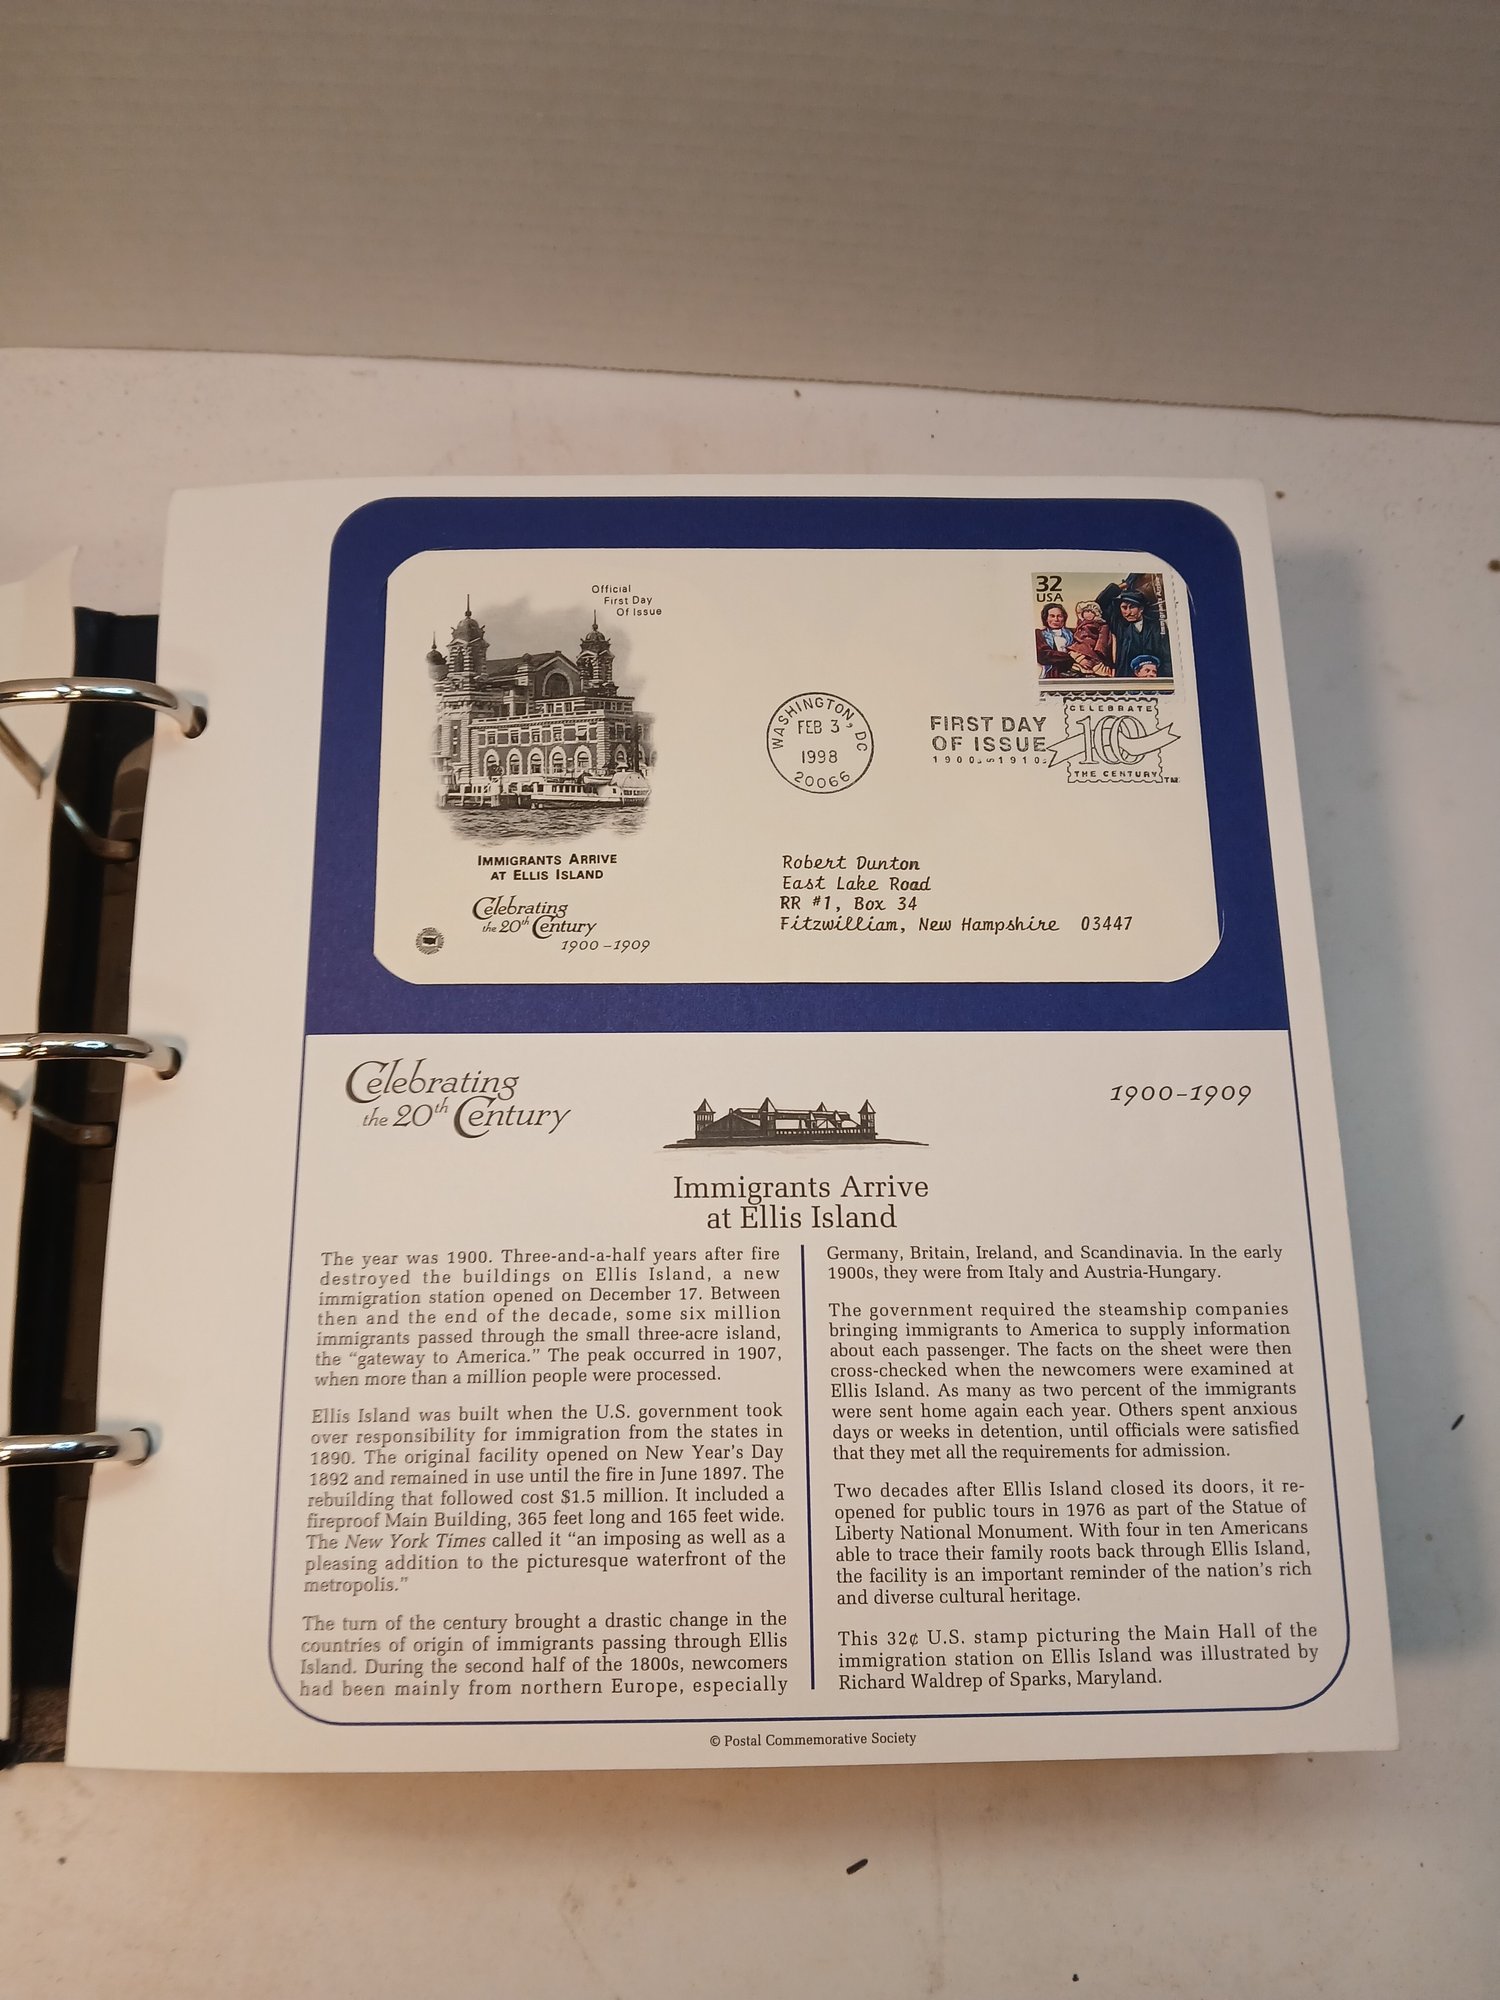 Official
First Day
Of Issue
32
USA
WASHINGTON, DC
FEB 3
1998
20066
FIRST DAY
OF ISSUE
1900s-1910s
CELEBRATE
100
THE CENTURY™
IMMIGRANTS ARRIVE
AT ELLIS ISLAND
Celebrating
the 20th Century
1900-1909
Robert Dunton
East Lake Road
RR #1, Box 34
Fitzwilliam, New Hampshire 03447
Celebrating
the 20th Century
1900-1909
Immigrants Arrive
at Ellis Island
The year was 1900. Three-and-a-half years after fire
destroyed the buildings on Ellis Island, a new
immigration station opened on December 17. Between
then and the end of the decade, some six million
immigrants passed through the small three-acre island,
the “gateway to America.” The peak occurred in 1907,
when more than a million people were processed.
Ellis Island was built when the U.S. government took
over responsibility for immigration from the states in
1890. The original facility opened on New Year’s Day
1892 and remained in use until the fire in June 1897. The
rebuilding that followed cost $1.5 million. It included a
fireproof Main Building, 365 feet long and 165 feet wide.
The New York Times called it “an imposing as well as a
pleasing addition to the picturesque waterfront of the
metropolis.”
The turn of the century brought a drastic change in the
countries of origin of immigrants passing through Ellis
Island. During the second half of the 1800s, newcomers
had been mainly from northern Europe, especially
Germany, Britain, Ireland, and Scandinavia. In the early
1900s, they were from Italy and Austria-Hungary.
The government required the steamship companies
bringing immigrants to America to supply information
about each passenger. The facts on the sheet were then
cross-checked when the newcomers were examined at
Ellis Island. As many as two percent of the immigrants
were sent home again each year. Others spent anxious
days or weeks in detention, until officials were satisfied
that they met all the requirements for admission.
Two decades after Ellis Island closed its doors, it re-
opened for public tours in 1976 as part of the Statue of
Liberty National Monument. With four in ten Americans
able to trace their family roots back through Ellis Island,
the facility is an important reminder of the nation’s rich
and diverse cultural heritage.
This 32¢ U.S. stamp picturing the Main Hall of the
immigration station on Ellis Island was illustrated by
Richard Waldrep of Sparks, Maryland.
© Postal Commemorative Society